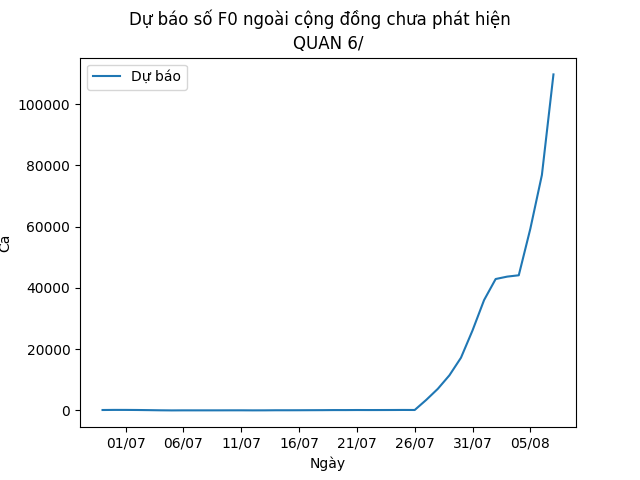 Dự báo số F0 ngoài cộng đồng chưa phát hiện
QUAN 6/
Dự báo
100000
80000
60000
40000
20000
0
Ca
01/07 06/07 11/07 16/07 21/07 26/07 31/07 05/08
Ngày